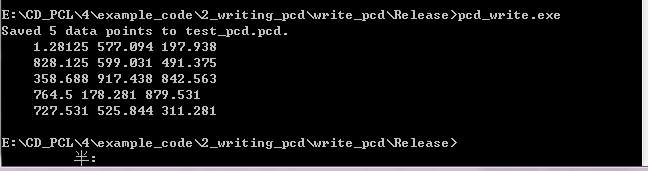 E:\CD_PCL\4\example_code\2_writing_pcd\write_pcd\Release>pcd_write.exe
Saved 5 data points to test_pcd.pcd.
1.28125 577.094 197.938
828.125 599.031 491.375
358.688 917.438 842.563
764.5 178.281 879.531
727.531 525.844 311.281
E:\CD_PCL\4\example_code\2_writing_pcd\write_pcd\Release>
半: